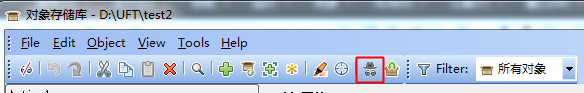 对象存储库 - D:\UFT\test2
File Edit Object View Tools Help
Filter: 所有对象